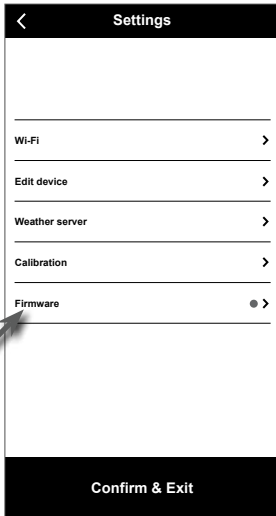 Settings
Wi-Fi
Edit device
Weather server
Calibration
Firmware
Confirm & Exit